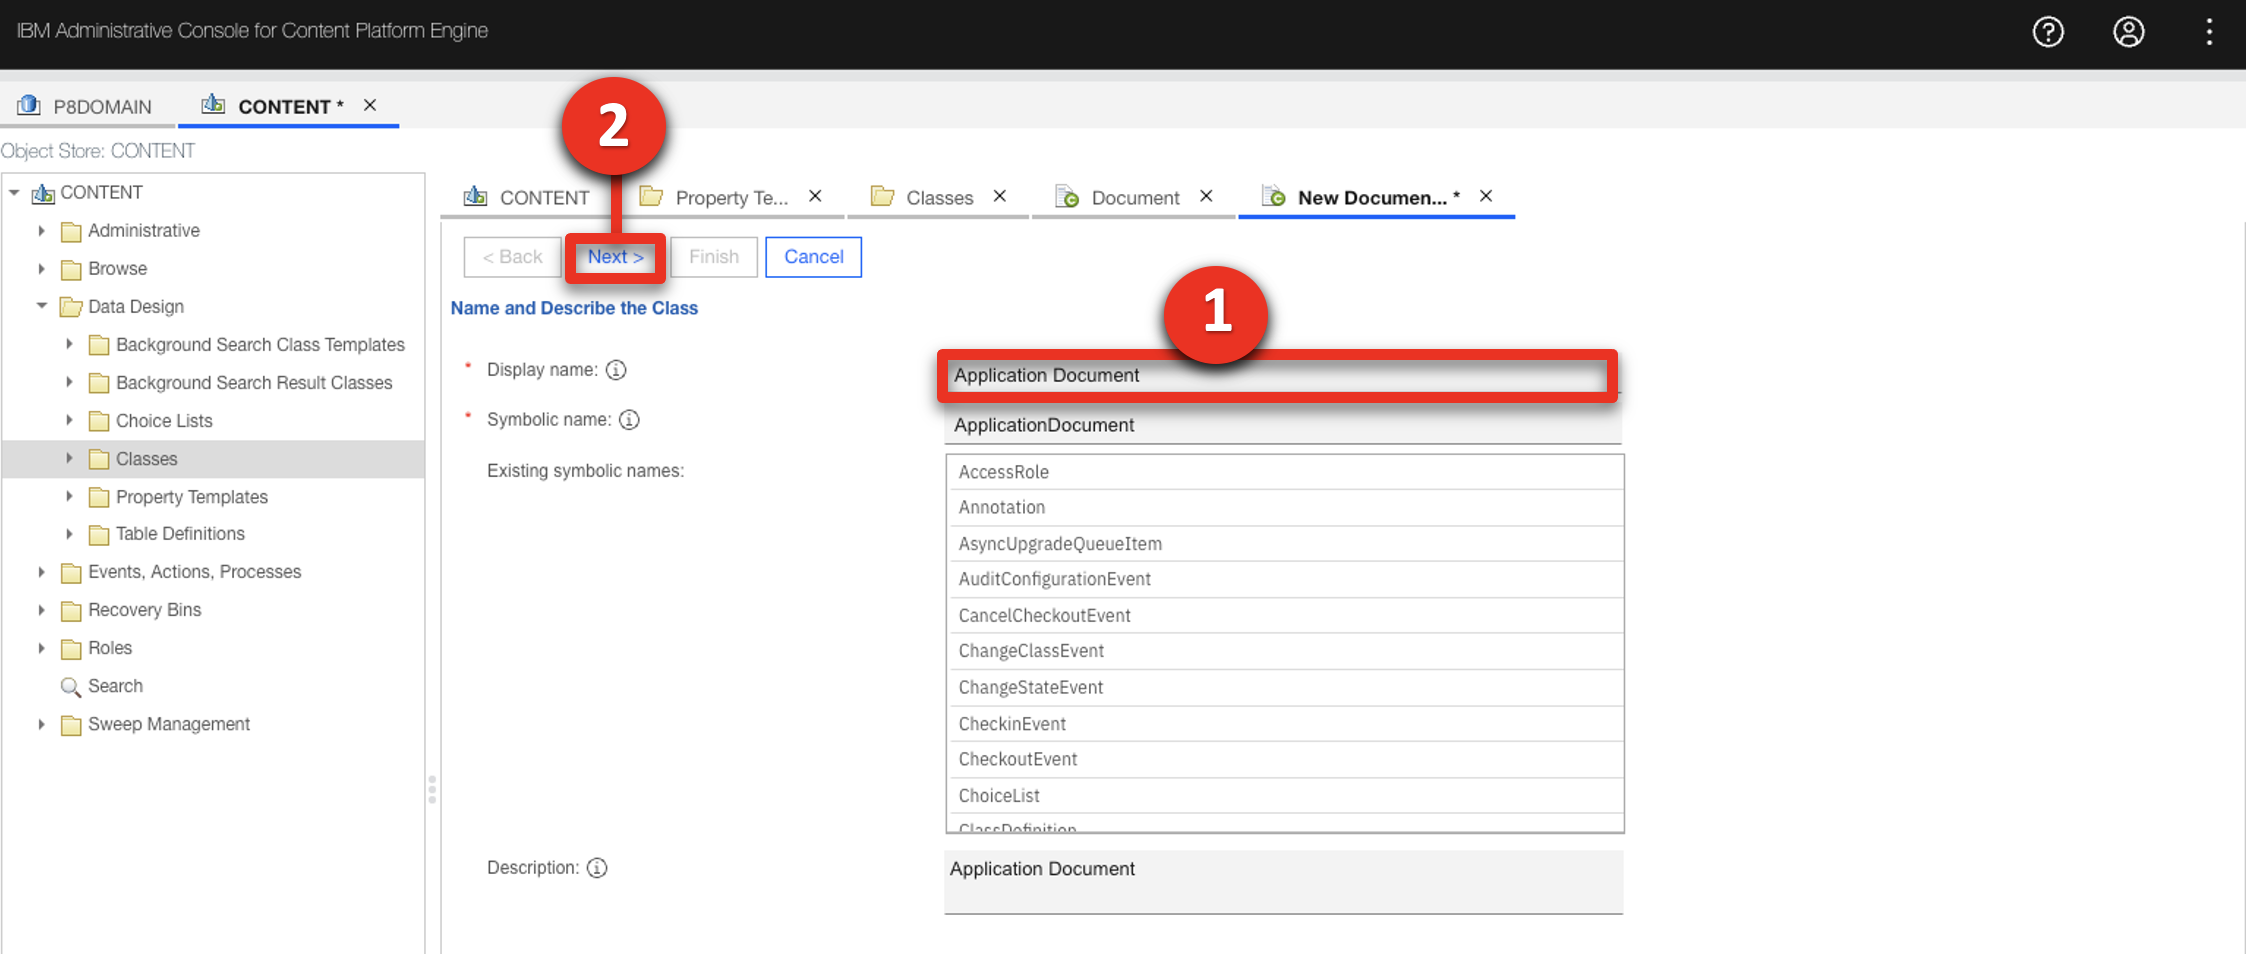 IBM Administrative Console for Content Platform Engine
P8DOMAIN
CONTENT *
Object Store: CONTENT
CONTENT
Administrative
Browse
Data Design
Background Search Class Templates
Background Search Result Classes
Choice Lists
Classes
Property Templates
Table Definitions
Events, Actions, Processes
Recovery Bins
Roles
Search
Sweep Management
2
CONTENT
Property Te...
Classes
Document
New Documen... *
< Back
Next >
Finish
Cancel
Name and Describe the Class
1
* Display name:
Application Document
* Symbolic name:
ApplicationDocument
Existing symbolic names:
AccessRole
Annotation
AsyncUpgradeQueueItem
AuditConfigurationEvent
CancelCheckoutEvent
ChangeClassEvent
ChangeStateEvent
CheckinEvent
CheckoutEvent
ChoiceList
ClassDefinition
Description:
Application Document